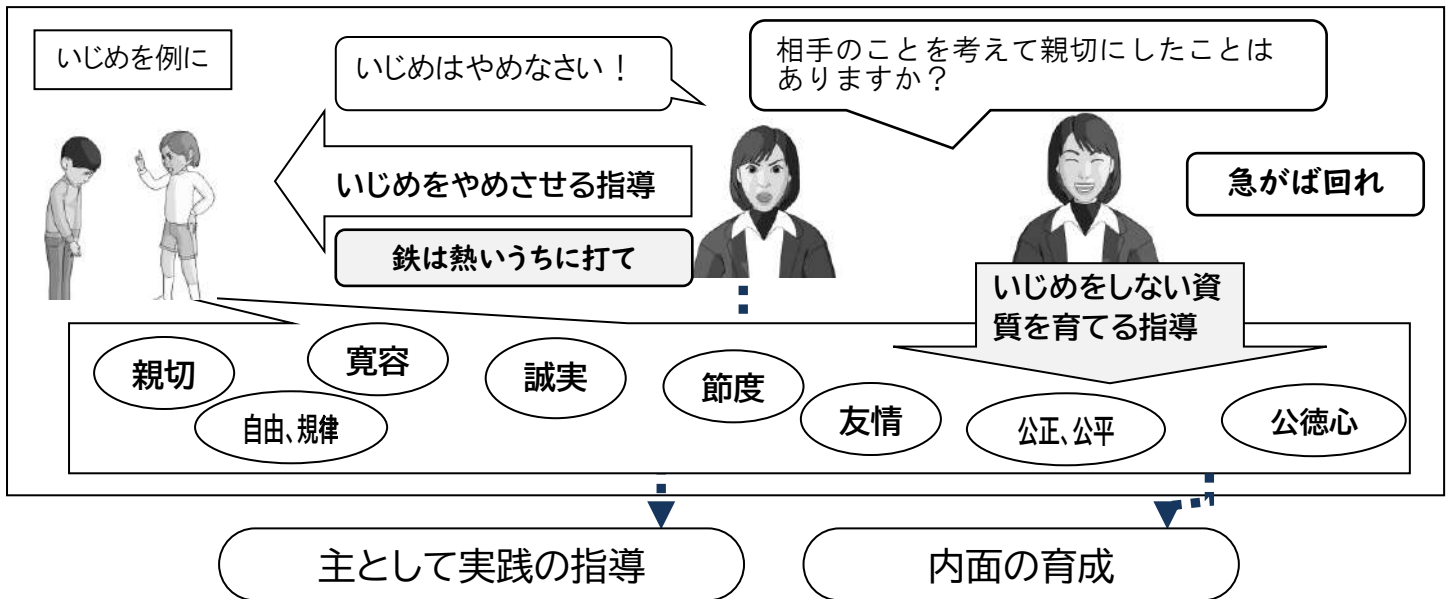 いじめを例に
いじめはやめなさい！
相手のことを考えて親切にしたことは
ありますか？
いじめをやめさせる指導
鉄は熱いうちに打て
急がば回れ
いじめをしない資
質を育てる指導
親切
寛容
誠実
節度
自由、規律
友情
公正、公平
公徳心
主として実践の指導
内面の育成